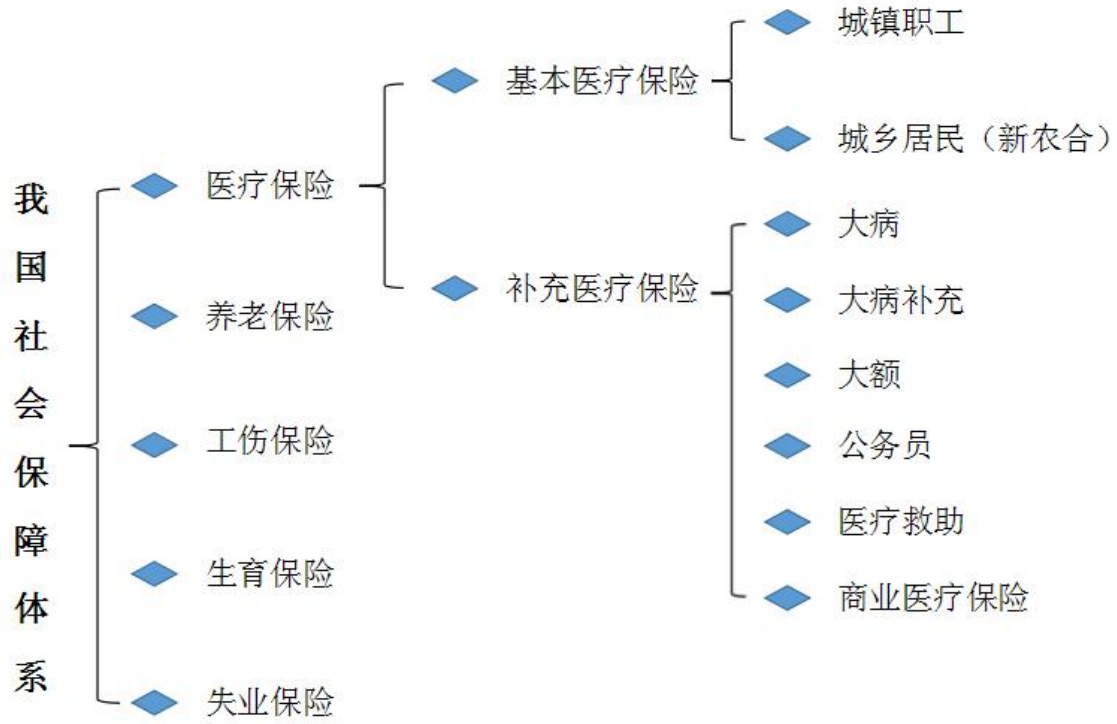 我国社会保障体系
医疗保险
基本医疗保险
城镇职工
城乡居民（新农合）
补充医疗保险
大病
大病补充
大额
公务员
医疗救助
商业医疗保险
养老保险
工伤保险
生育保险
失业保险